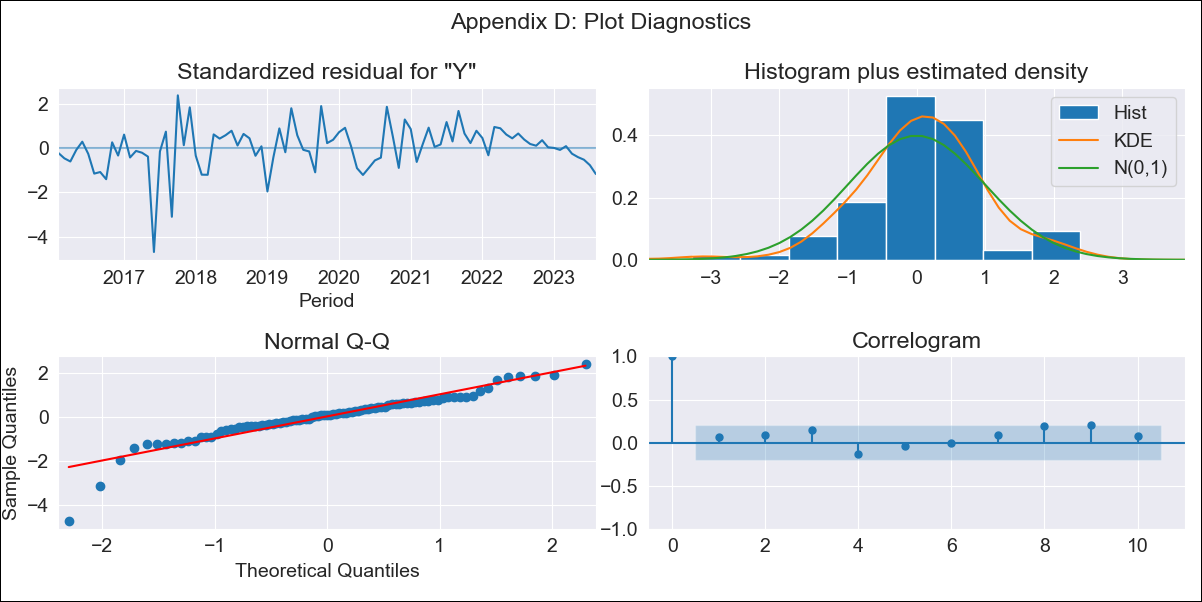 Appendix D: Plot Diagnostics
Standardized residual for "Y"
2
0
−2
−4
2017 2018 2019 2020 2021 2022 2023
Period
Histogram plus estimated density
Hist
KDE
N(0,1)
0.4
0.2
0.0
−3 −2 −1 0 1 2 3
Normal Q-Q
Sample Quantiles
2
0
−2
−4
−2 −1 0 1 2
Theoretical Quantiles
Correlogram
1.0
0.5
0.0
−0.5
−1.0
0 2 4 6 8 10